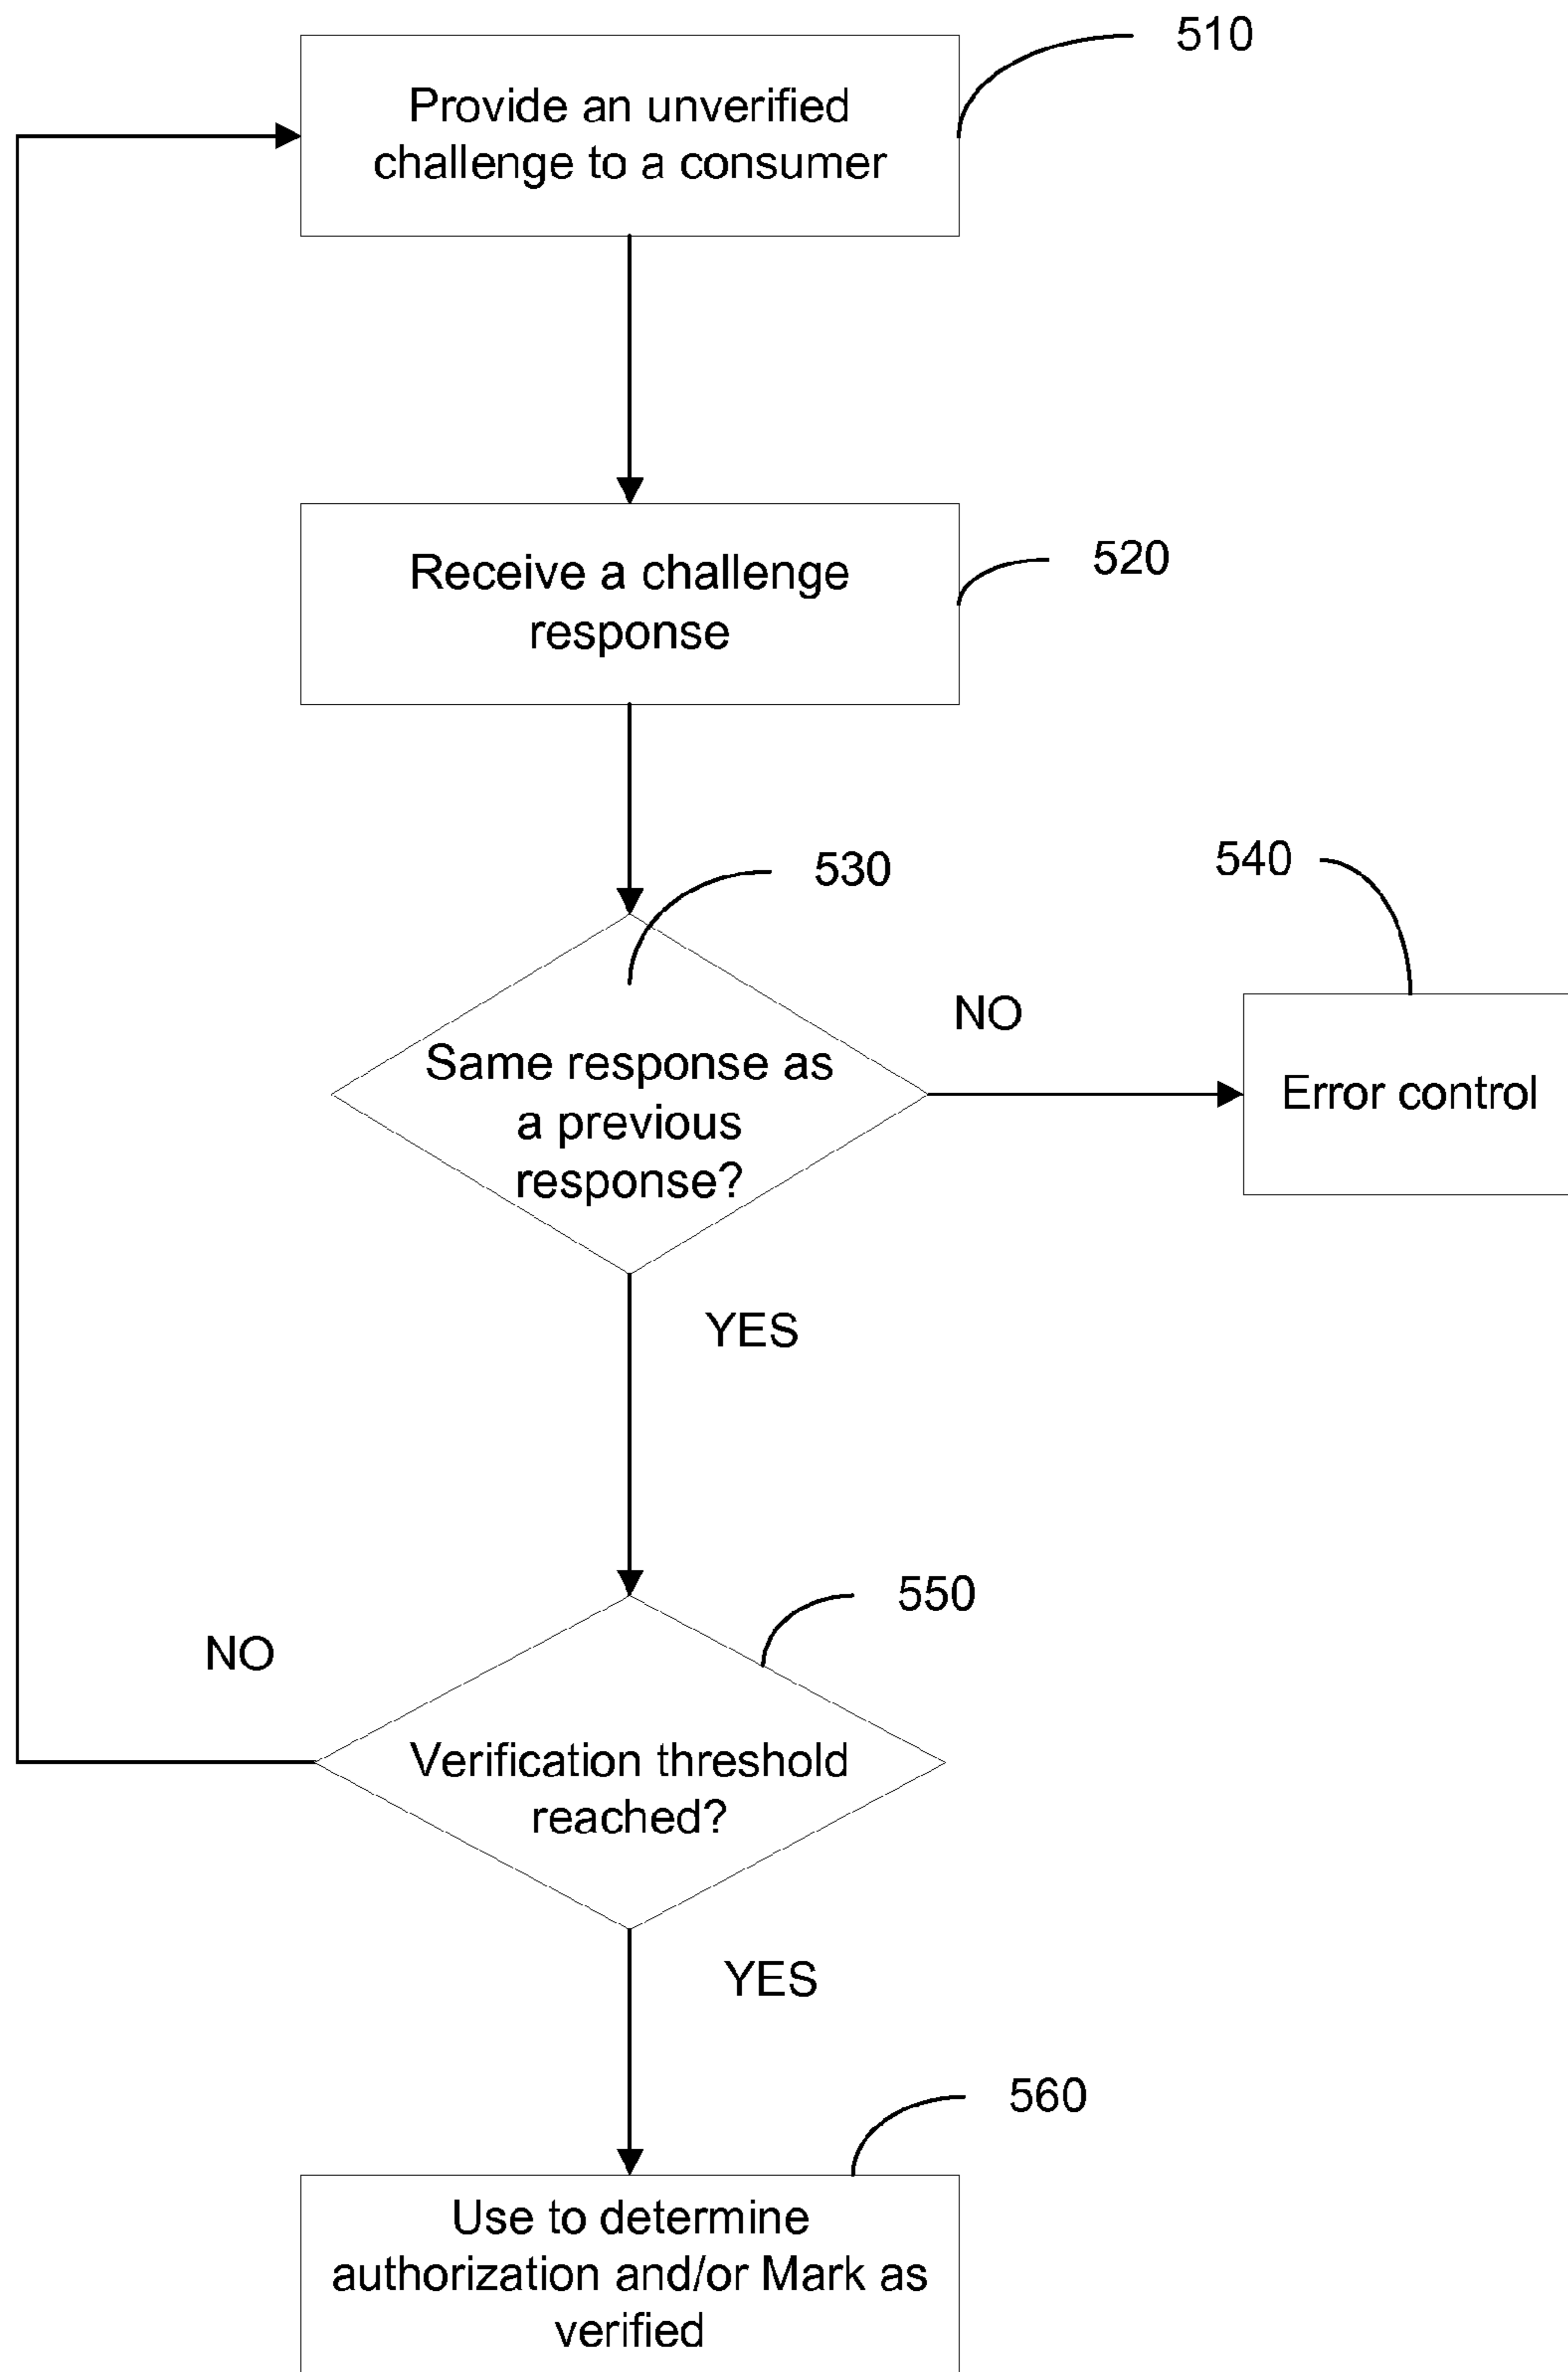 510
Provide an unverified
challenge to a consumer
Receive a challenge
response
520
530
540
NO
Same response as
a previous
response?
Error control
YES
550
NO
Verification threshold
reached?
YES
560
Use to determine
authorization and/or Mark as
verified